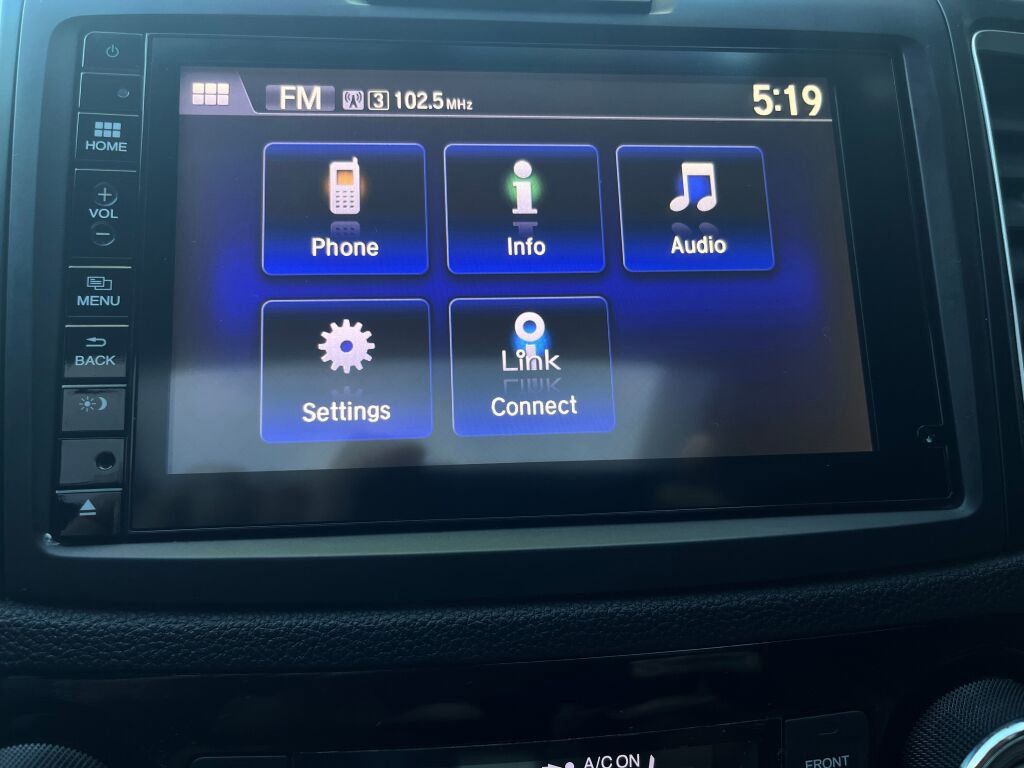 FM 3 102.5 MHz 5:19
HOME
VOL
MENU
BACK
Phone Info Audio
Settings Link Connect
A/C ON
FRONT